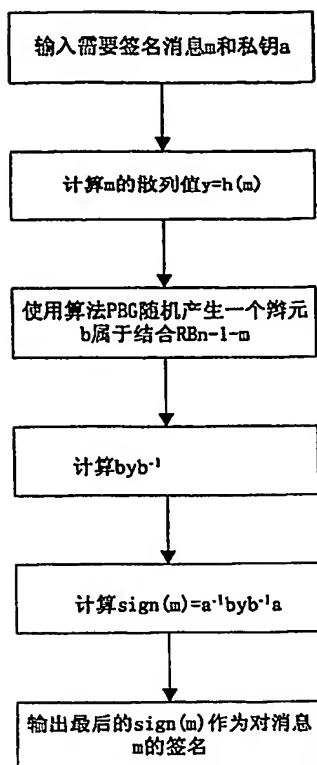 输入需要签名消息m和私钥a
计算m的散列值y=h(m)
使用算法PBG随机产生一个辫元
b属于结合RBn-1-m
计算byb⁻¹
计算sign(m)=a⁻¹byb⁻¹a
输出最后的sign(m)作为对消息
m的签名